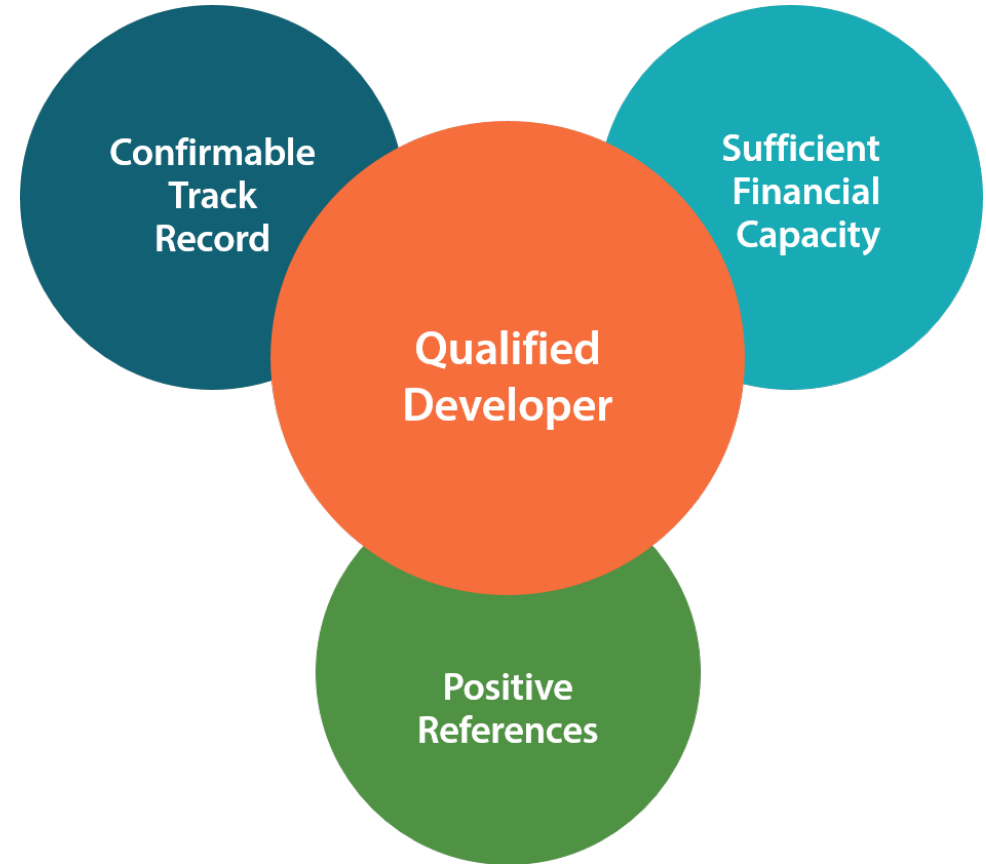 Confirmable
Track
Record
Sufficient
Financial
Capacity
Qualified
Developer
Positive
References